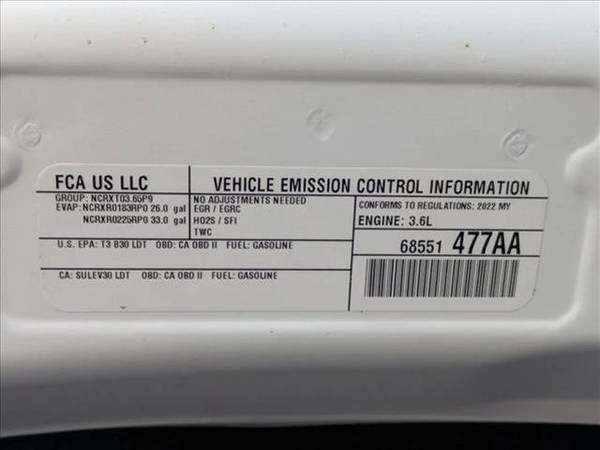 FCA US LLC
VEHICLE EMISSION CONTROL INFORMATION
GROUP: NCRXT03.65P9
EVAP: NCRXR0183RP0 26.0 gal
NCRXR0225RP0 33.0 gal
NO ADJUSTMENTS NEEDED
EGR / EGRC
HO2S / SFI
TWC
CONFORMS TO REGULATIONS: 2022 MY
ENGINE: 3.6L
U.S. EPA: T3 B30 LDT OBD: CA OBD II FUEL: GASOLINE
68551 477AA
CA: SULEV30 LDT OBD: CA OBD II FUEL: GASOLINE